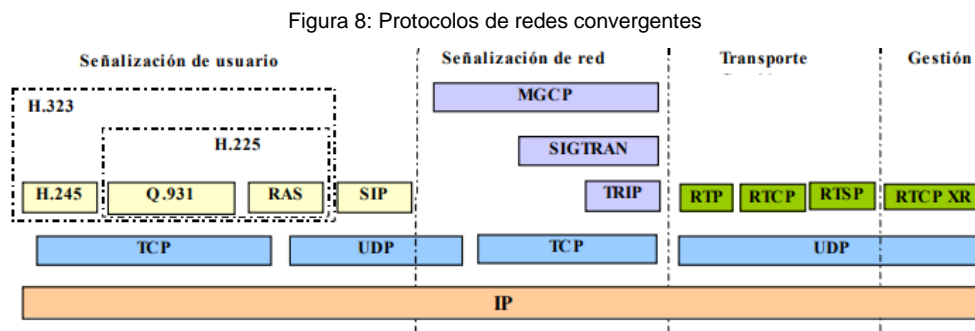 Figura 8: Protocolos de redes convergentes
Señalización de usuario
Señalización de red
Transporte
Gestión
H.323
MGCP
H.225
SIGTRAN
H.245
Q.931
RAS
SIP
TRIP
RTP
RTCP
RTSP
RTCP XR
TCP
UDP
TCP
UDP
IP